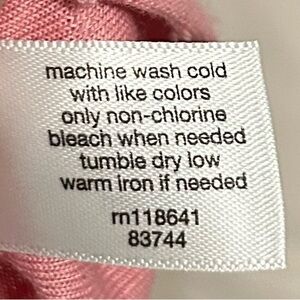 machine wash cold
with like colors
only non-chlorine
bleach when needed
tumble dry low
warm iron if needed
rn118641
83744